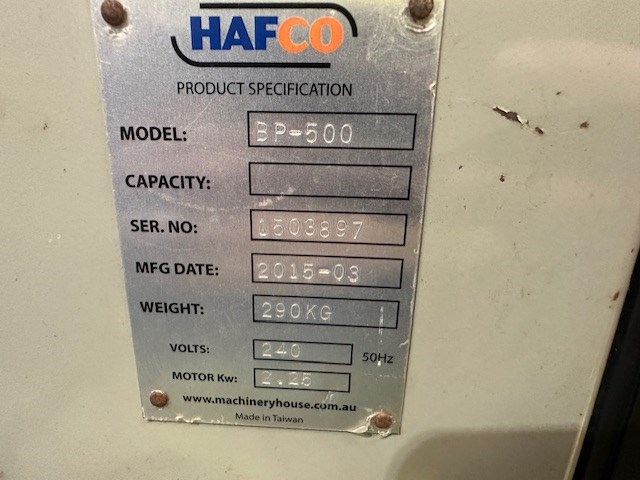 HAFCO
PRODUCT SPECIFICATION
MODEL: BP-500
CAPACITY:
SER. NO: 1503897
MFG DATE: 2015-03
WEIGHT: 290KG
VOLTS: 240 50Hz
MOTOR Kw: 2.25
www.machineryhouse.com.au
Made in Taiwan